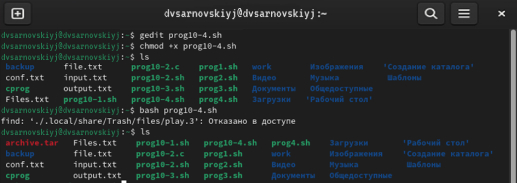 dvsarnovskiyj@dvsarnovskiyj:~
dvsarnovskiyj@dvsarnovskiyj:~$ gedit prog10-4.sh
dvsarnovskiyj@dvsarnovskiyj:~$ chmod +x prog10-4.sh
dvsarnovskiyj@dvsarnovskiyj:~$ ls
backup file.txt prog10-2.c prog1.sh work Изображения 'Создание каталога'
conf.txt input.txt prog10-2.sh prog2.sh Видео Музыка Шаблоны
cprog output.txt prog10-3.sh prog3.sh Документы Общедоступные
Files.txt prog10-1.sh prog10-4.sh prog4.sh Загрузки 'Рабочий стол'
dvsarnovskiyj@dvsarnovskiyj:~$ bash prog10-4.sh
find: './.local/share/Trash/files/play.3': Отказано в доступе
dvsarnovskiyj@dvsarnovskiyj:~$ ls
archive.tar Files.txt prog10-1.sh prog10-4.sh prog4.sh Загрузки 'Рабочий стол'
backup file.txt prog10-2.c prog1.sh work Изображения 'Создание каталога'
conf.txt input.txt prog10-2.sh prog2.sh Видео Музыка Шаблоны
cprog output.txt prog10-3.sh prog3.sh Документы Общедоступные